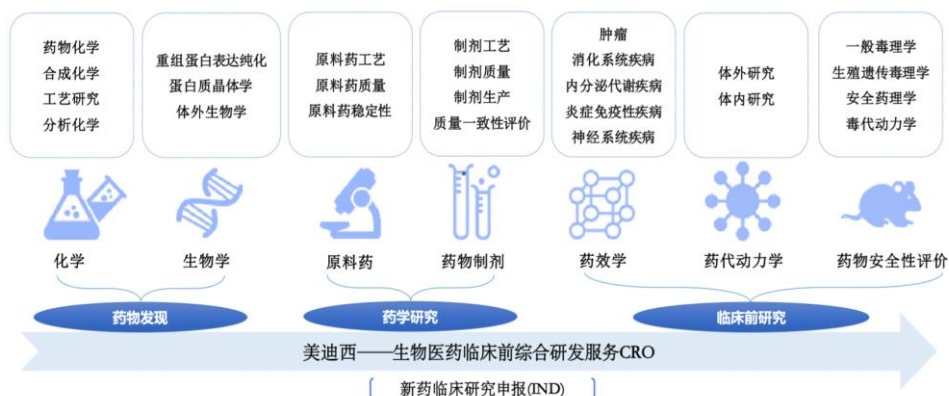 药物化学
合成化学
工艺研究
分析化学
重组蛋白表达纯化
蛋白质晶体学
体外生物学
原料药工艺
原料药质量
原料药稳定性
制剂工艺
制剂质量
制剂生产
质量一致性评价
肿瘤
消化系统疾病
内分泌代谢疾病
炎症免疫性疾病
神经系统疾病
体外研究
体内研究
一般毒理学
生殖遗传毒理学
安全药理学
毒代动力学
化学
生物学
原料药
药物制剂
药效学
药代动力学
药物安全性评价
药物发现
药学研究
临床前研究
美迪西——生物医药临床前综合研发服务CRO
新药临床研究申报(IND)